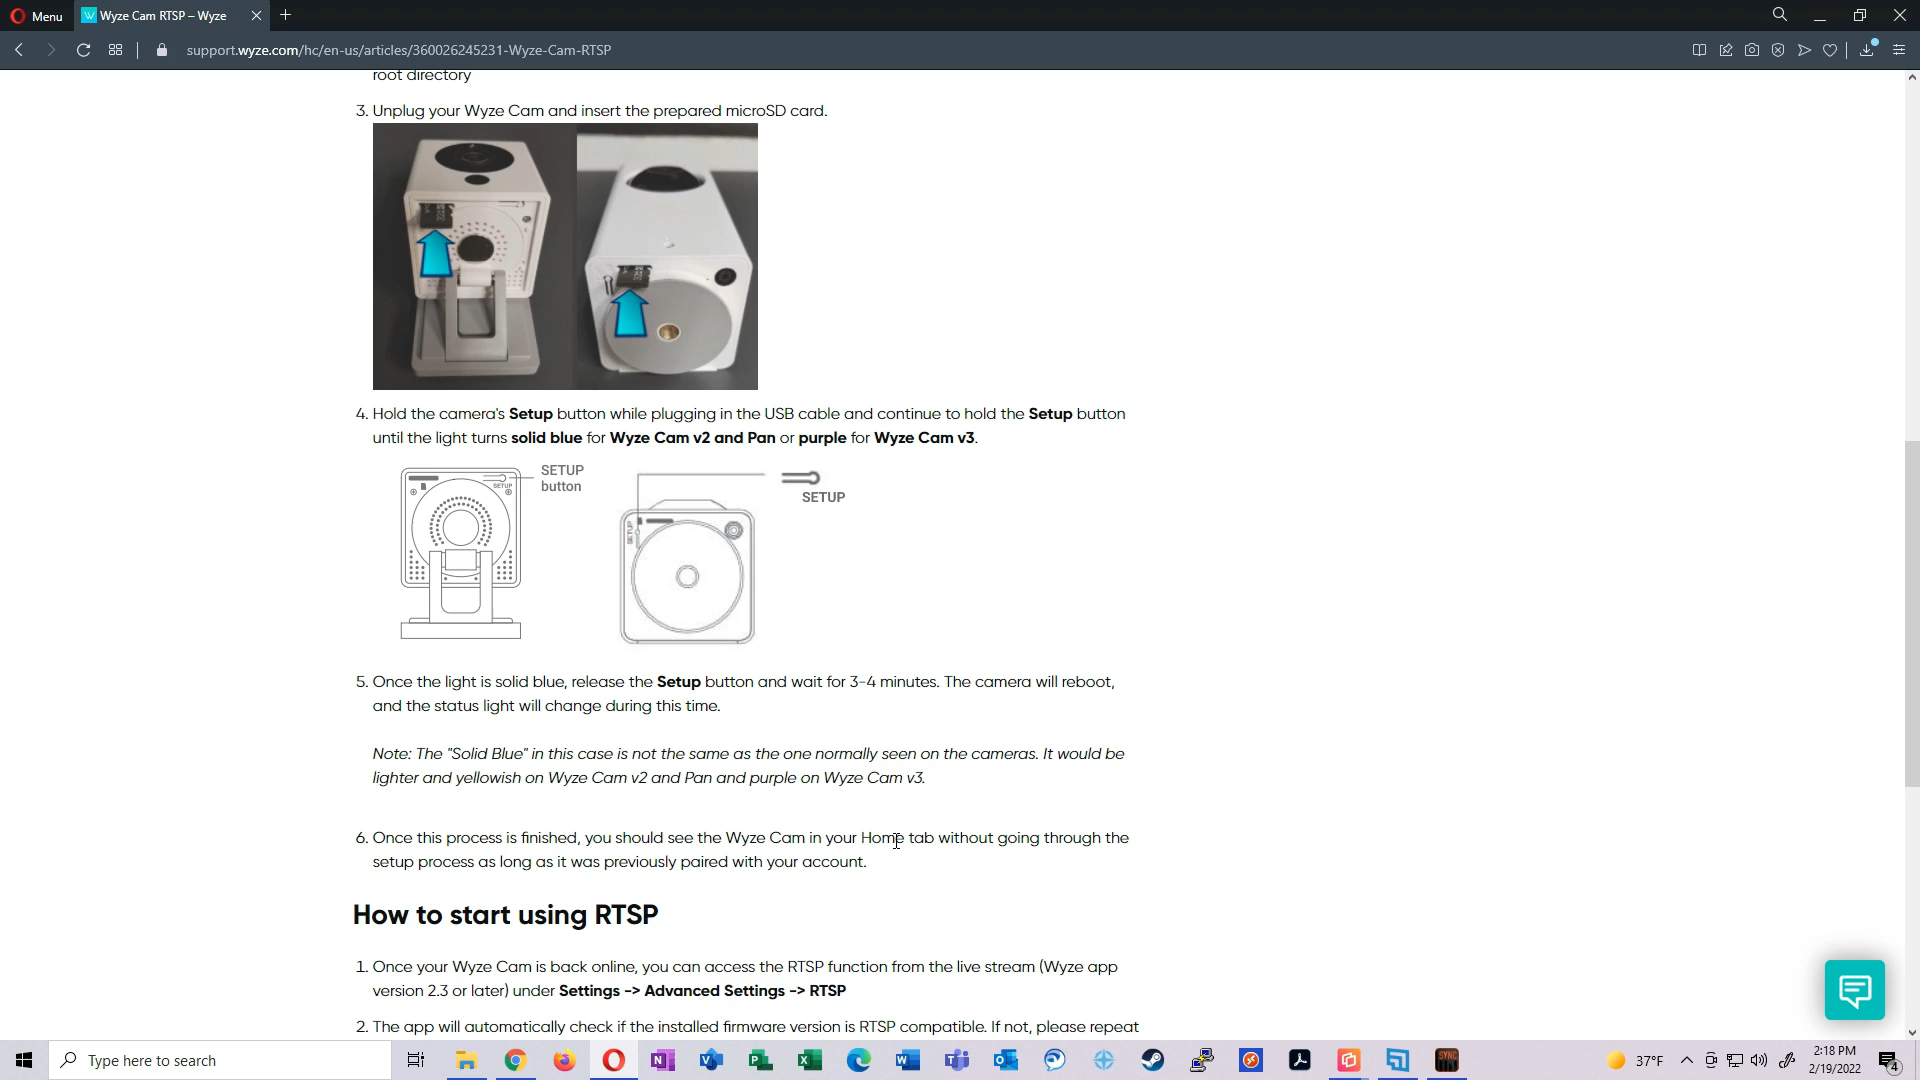 Menu
Wyze Cam RTSP – Wyze
support.wyze.com/hc/en-us/articles/360026245231-Wyze-Cam-RTSP
root directory
3. Unplug your Wyze Cam and insert the prepared microSD card.
4. Hold the camera's Setup button while plugging in the USB cable and continue to hold the Setup button
until the light turns solid blue for Wyze Cam v2 and Pan or purple for Wyze Cam v3.
SETUP
button
SETUP
SETUP
SETUP
5. Once the light is solid blue, release the Setup button and wait for 3-4 minutes. The camera will reboot,
and the status light will change during this time.
Note: The "Solid Blue" in this case is not the same as the one normally seen on the cameras. It would be
lighter and yellowish on Wyze Cam v2 and Pan and purple on Wyze Cam v3.
6. Once this process is finished, you should see the Wyze Cam in your Home tab without going through the
setup process as long as it was previously paired with your account.
How to start using RTSP
1. Once your Wyze Cam is back online, you can access the RTSP function from the live stream (Wyze app
version 2.3 or later) under Settings -> Advanced Settings -> RTSP
2. The app will automatically check if the installed firmware version is RTSP compatible. If not, please repeat
Type here to search
SYNC
37°F
2:18 PM
2/19/2022
4